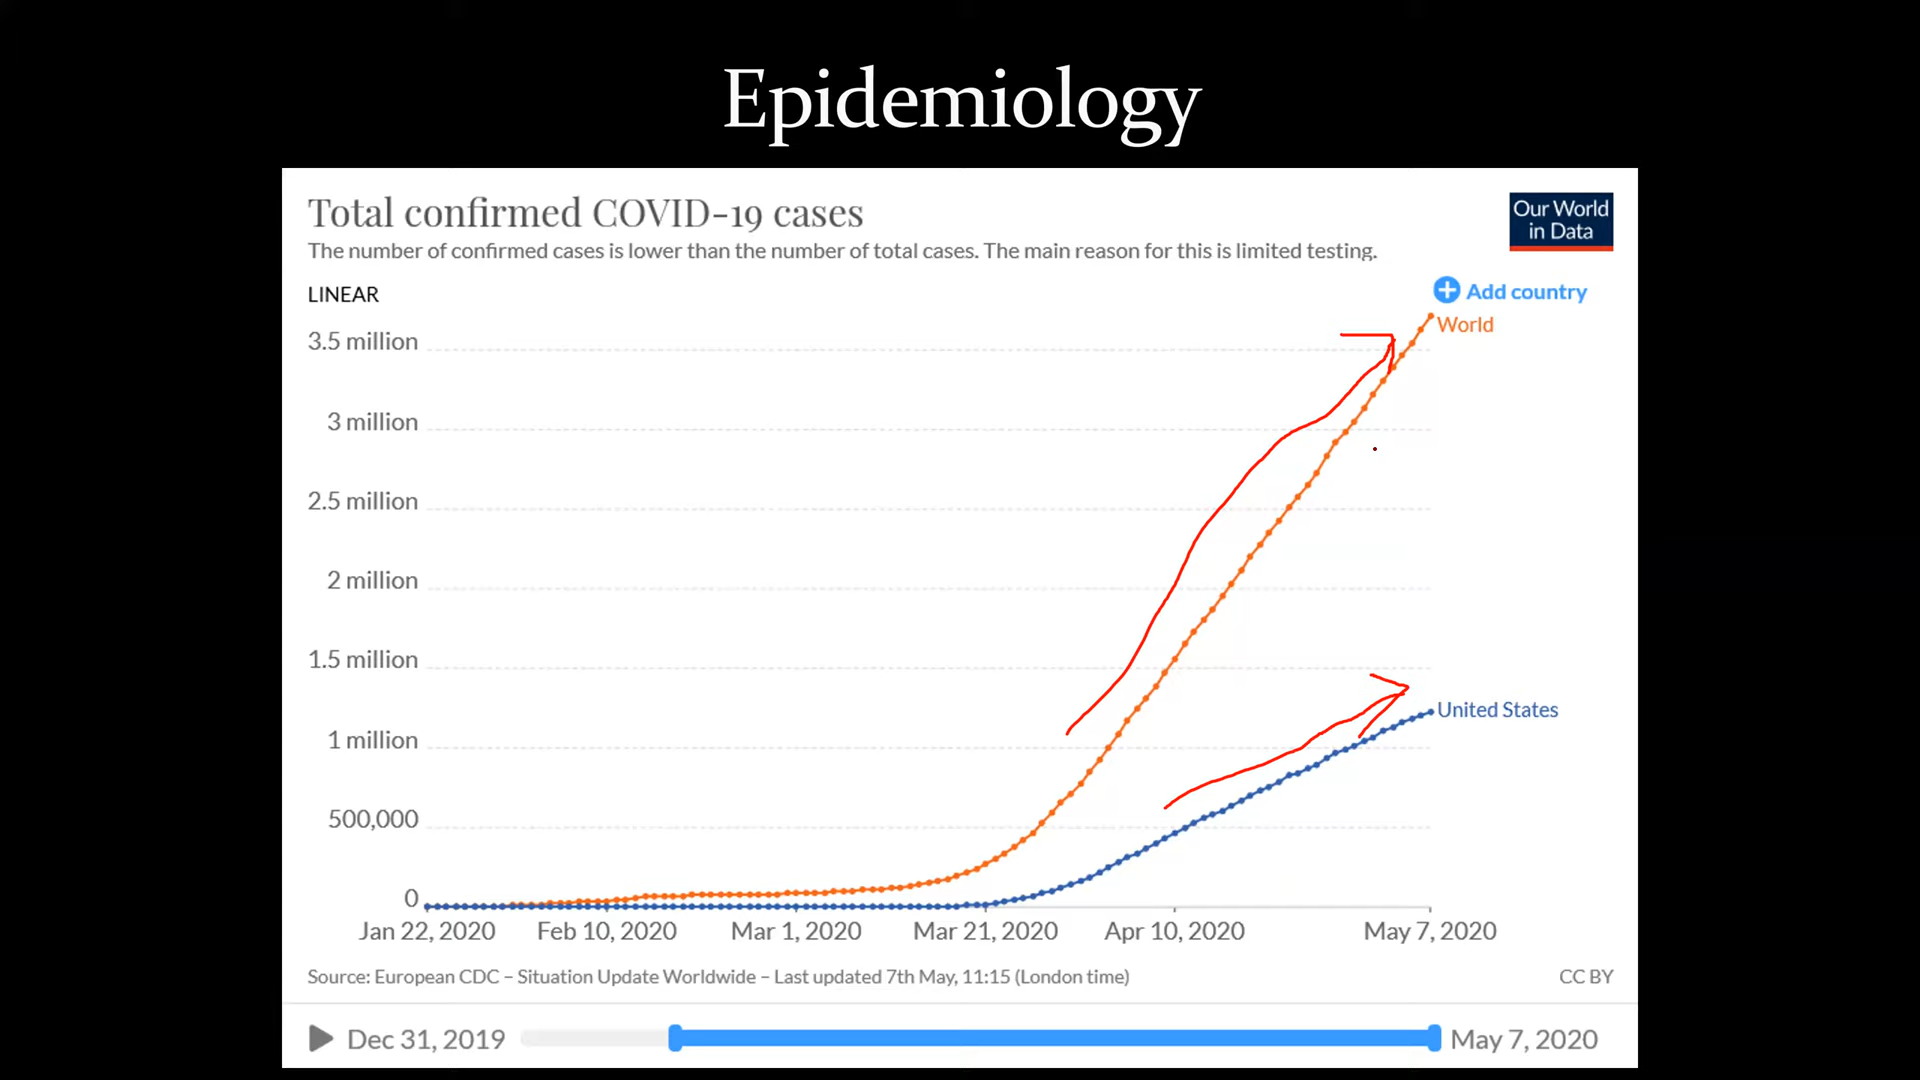 Epidemiology
Total confirmed COVID-19 cases
The number of confirmed cases is lower than the number of total cases. The main reason for this is limited testing.
Our World
in Data
LINEAR
Add country
World
3.5 million
3 million
2.5 million
2 million
1.5 million
United States
1 million
500,000
0
Jan 22, 2020 Feb 10, 2020 Mar 1, 2020 Mar 21, 2020 Apr 10, 2020 May 7, 2020
Source: European CDC – Situation Update Worldwide – Last updated 7th May, 11:15 (London time) CC BY
Dec 31, 2019 May 7, 2020